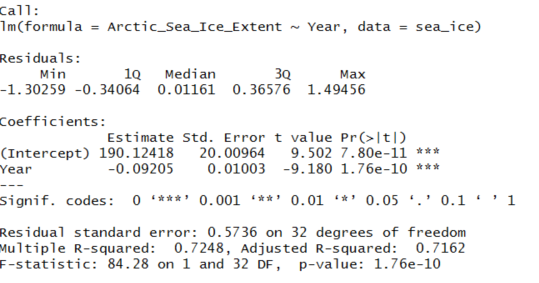 Call:
lm(formula = Arctic_Sea_Ice_Extent ~ Year, data = sea_ice)
Residuals:
Min 1Q Median 3Q Max
-1.30259 -0.34064 0.01161 0.36576 1.49456
Coefficients:
Estimate Std. Error t value Pr(>|t|)
(Intercept) 190.12418 20.00964 9.502 7.80e-11 ***
Year -0.09205 0.01003 -9.180 1.76e-10 ***
---
Signif. codes: 0 ‘***’ 0.001 ‘**’ 0.01 ‘*’ 0.05 ‘.’ 0.1 ‘ ’ 1
Residual standard error: 0.5736 on 32 degrees of freedom
Multiple R-squared: 0.7248, Adjusted R-squared: 0.7162
F-statistic: 84.28 on 1 and 32 DF, p-value: 1.76e-10